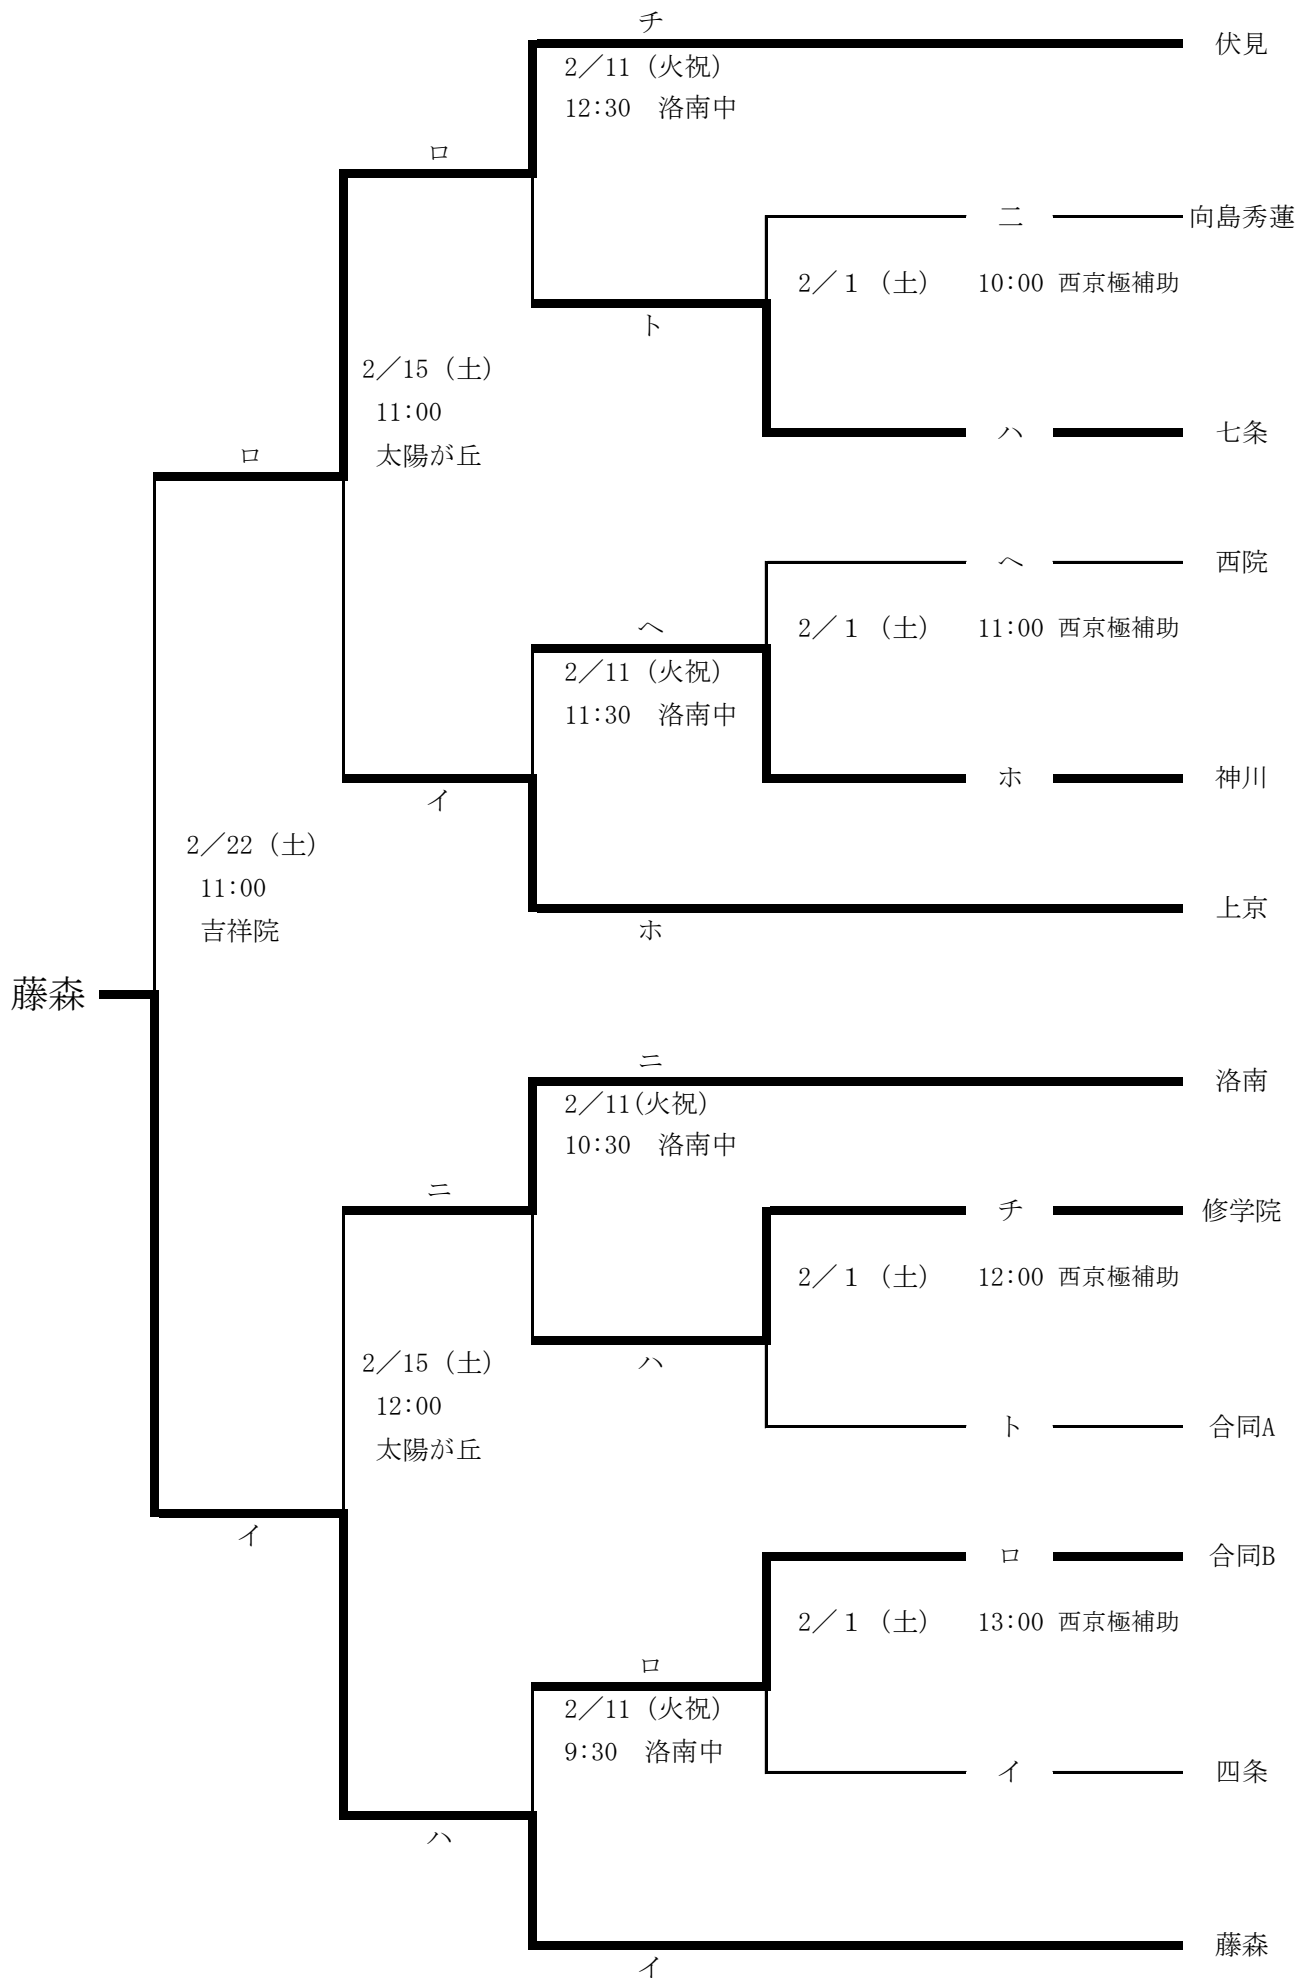 チ
伏見
2／11（火祝）
12:30　洛南中
ロ
ニ
向島秀蓮
2／１（土）　10:00 西京極補助
ト
2／15（土）
11:00
太陽が丘
ハ
七条
ロ
ヘ
西院
ヘ
2／１（土）　11:00 西京極補助
2／11（火祝）
11:30　洛南中
ホ
神川
イ
2／22（土）
11:00
吉祥院
上京
ホ
藤森
ニ
洛南
2／11(火祝）
10:30　洛南中
ニ
チ
修学院
2／１（土）　12:00 西京極補助
ハ
2／15（土）
12:00
太陽が丘
ト
合同A
イ
ロ
合同B
2／１（土）　13:00 西京極補助
ロ
2／11（火祝）
9:30　洛南中
イ
四条
ハ
藤森
イ